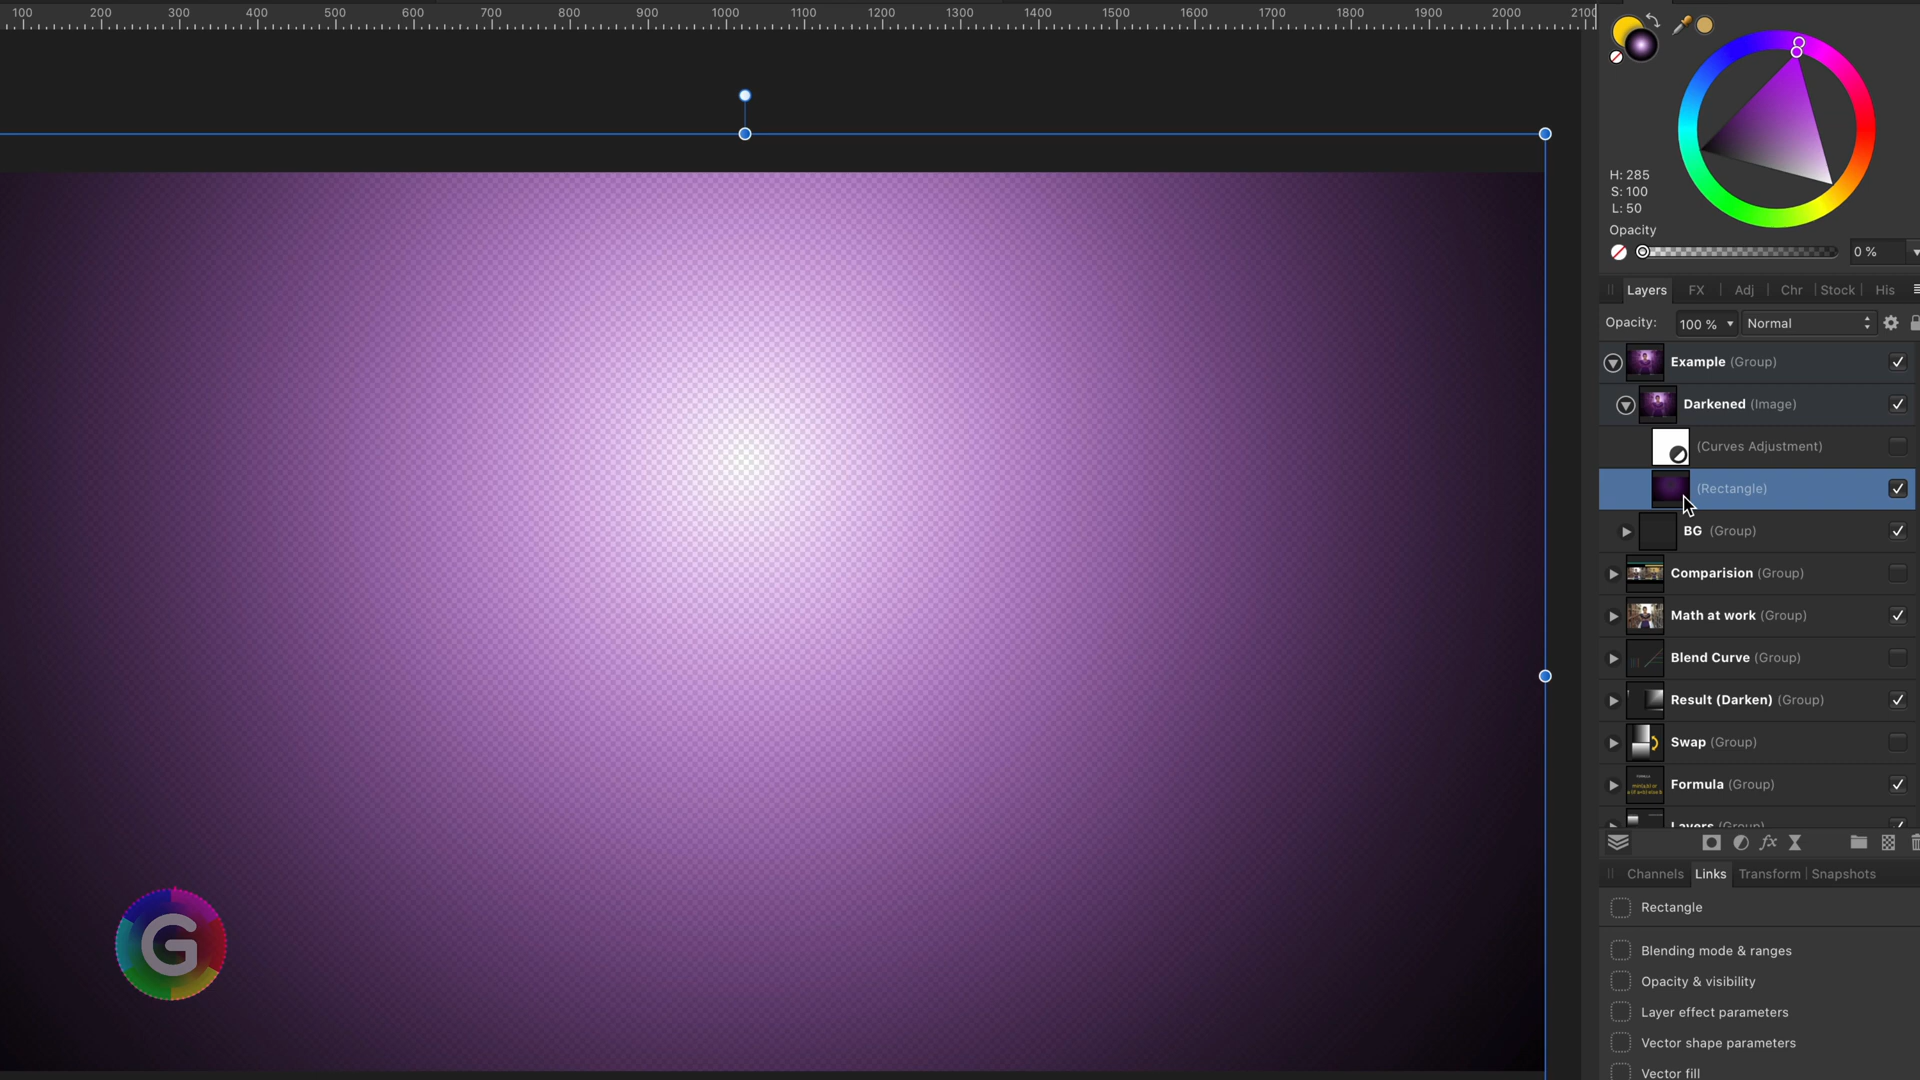 100 200 300 400 500 600 700 800 900 1000 1100 1200 1300 1400 1500 1600 1700 1800 1900 2000 2100
H: 285
S: 100
L: 50
Opacity
0 %
Layers FX Adj Chr Stock His
Opacity: 100 % Normal
Example (Group)
Darkened (Image)
(Curves Adjustment)
(Rectangle)
BG (Group)
Comparision (Group)
Math at work (Group)
Blend Curve (Group)
Result (Darken) (Group)
Swap (Group)
Formula (Group)
Layers (Group)
fx
Channels Links Transform Snapshots
Rectangle
Blending mode & ranges
Opacity & visibility
Layer effect parameters
Vector shape parameters
Vector fill
G